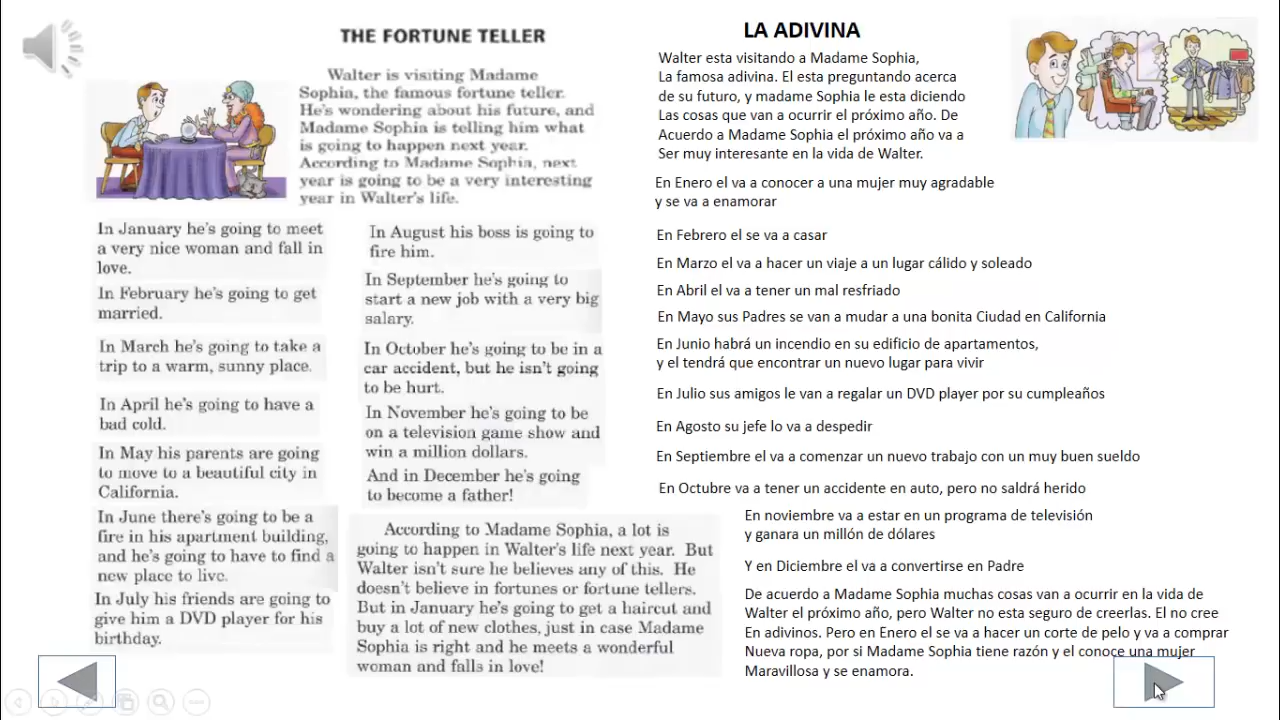 THE FORTUNE TELLER
Walter is visiting Madame
Sophia, the famous fortune teller.
He's wondering about his future, and
Madame Sophia is telling him what
is going to happen next year.
According to Madame Sophia, next
year is going to be a very interesting
year in Walter's life.
In January he's going to meet
a very nice woman and fall in
love.
In February he's going to get
married.
In March he's going to take a
trip to a warm, sunny place.
In April he's going to have a
bad cold.
In May his parents are going
to move to a beautiful city in
California.
In June there's going to be a
fire in his apartment building,
and he's going to have to find a
new place to live.
In July his friends are going to
give him a DVD player for his
birthday.
In August his boss is going to
fire him.
In September he's going to
start a new job with a very big
salary.
In October he's going to be in a
car accident, but he isn't going
to be hurt.
In November he's going to be
on a television game show and
win a million dollars.
And in December he's going
to become a father!
According to Madame Sophia, a lot is
going to happen in Walter's life next year. But
Walter isn't sure he believes any of this. He
doesn't believe in fortunes or fortune tellers.
But in January he's going to get a haircut and
buy a lot of new clothes, just in case Madame
Sophia is right and he meets a wonderful
woman and falls in love!
LA ADIVINA
Walter esta visitando a Madame Sophia,
La famosa adivina. El esta preguntando acerca
de su futuro, y madame Sophia le esta diciendo
Las cosas que van a ocurrir el próximo año. De
Acuerdo a Madame Sophia el próximo año va a
Ser muy interesante en la vida de Walter.
En Enero el va a conocer a una mujer muy agradable
y se va a enamorar
En Febrero el se va a casar
En Marzo el va a hacer un viaje a un lugar cálido y soleado
En Abril el va a tener un mal resfriado
En Mayo sus Padres se van a mudar a una bonita Ciudad en California
En Junio habrá un incendio en su edificio de apartamentos,
y el tendrá que encontrar un nuevo lugar para vivir
En Julio sus amigos le van a regalar un DVD player por su cumpleaños
En Agosto su jefe lo va a despedir
En Septiembre el va a comenzar un nuevo trabajo con un muy buen sueldo
En Octubre va a tener un accidente en auto, pero no saldrá herido
En noviembre va a estar en un programa de televisión
y ganara un millón de dólares
Y en Diciembre el va a convertirse en Padre
De acuerdo a Madame Sophia muchas cosas van a ocurrir en la vida de
Walter el próximo año, pero Walter no esta seguro de creerlas. El no cree
En adivinos. Pero en Enero el se va a hacer un corte de pelo y va a comprar
Nueva ropa, por si Madame Sophia tiene razón y el conoce una mujer
Maravillosa y se enamora.